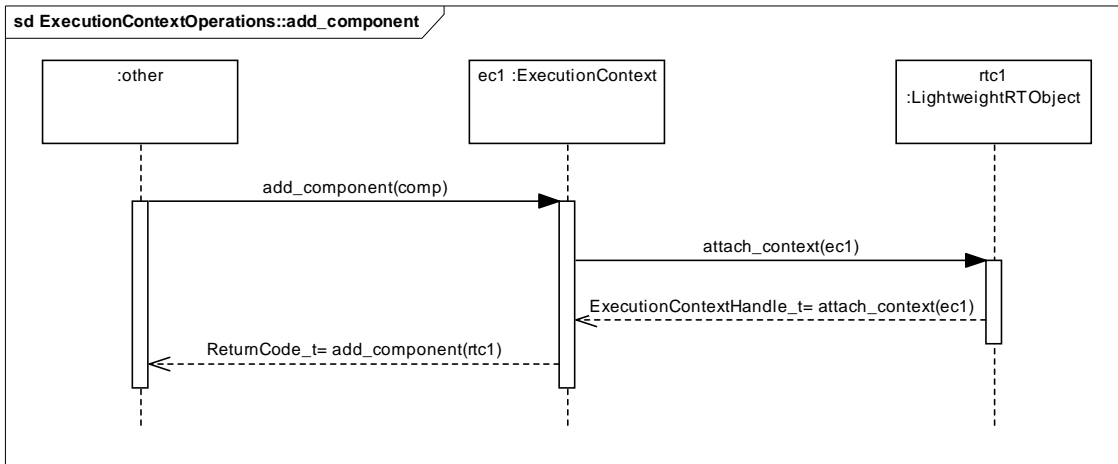 sd ExecutionContextOperations::add_component
:other
ec1 :ExecutionContext
rtc1
:LightweightRTObject
add_component(comp)
attach_context(ec1)
ExecutionContextHandle_t= attach_context(ec1)
ReturnCode_t= add_component(rtc1)